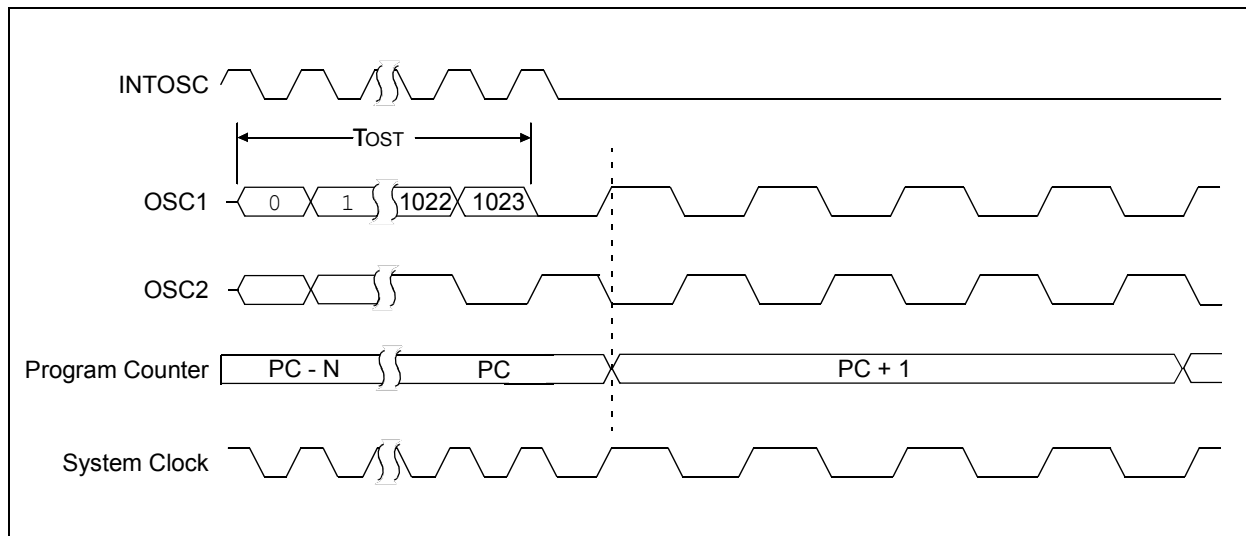 INTOSC
TOST
OSC1 0 1 1022 1023
OSC2
Program Counter PC - N PC PC + 1
System Clock